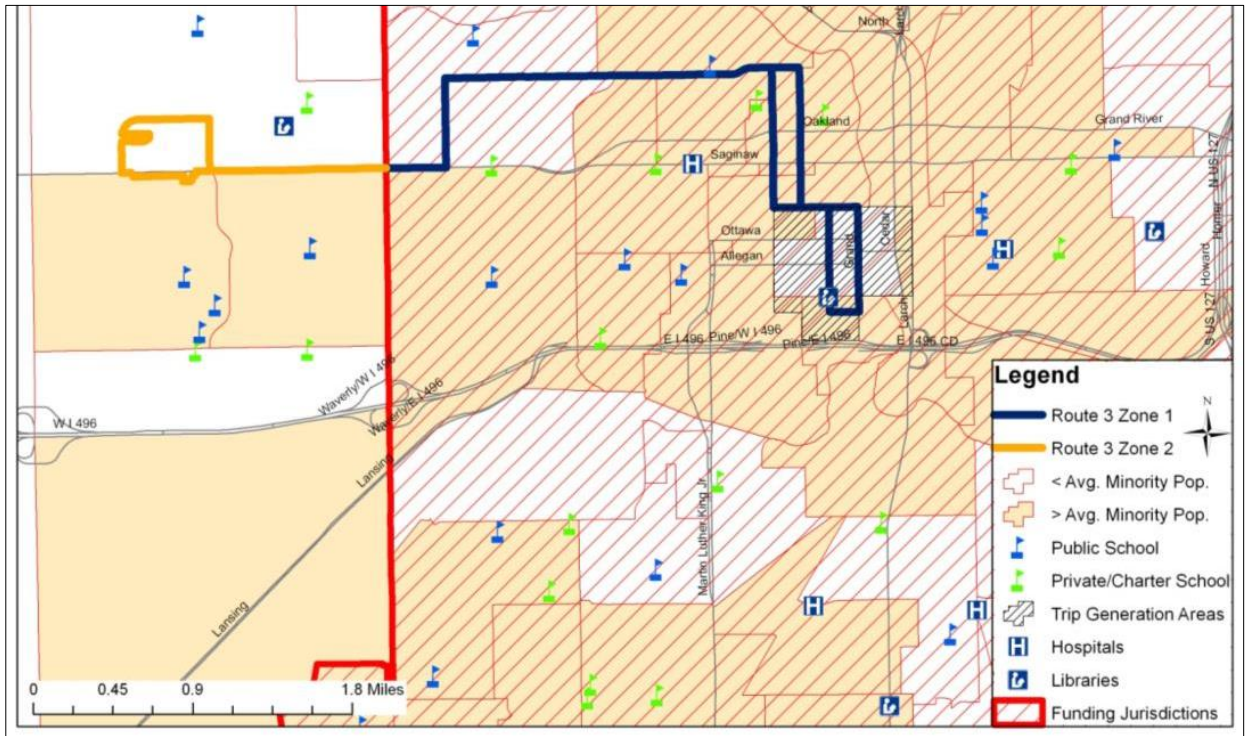 North
Larch
Oakland
Grand River
Saginaw
N US 127
Homer
Ottawa
Allegan
Grand
Cedar
Howard
S US 127
Larch
E I 496
Pine/W I 496
Pine/E I 496
E I 496 CD
Waverly/W I 496
Waverly/E I 496
W I 496
Lansing
Martin Luther King Jr.
Lansing
0 0.45 0.9 1.8 Miles
Legend
N
Route 3 Zone 1
Route 3 Zone 2
< Avg. Minority Pop.
> Avg. Minority Pop.
Public School
Private/Charter School
Trip Generation Areas
H Hospitals
Libraries
Funding Jurisdictions